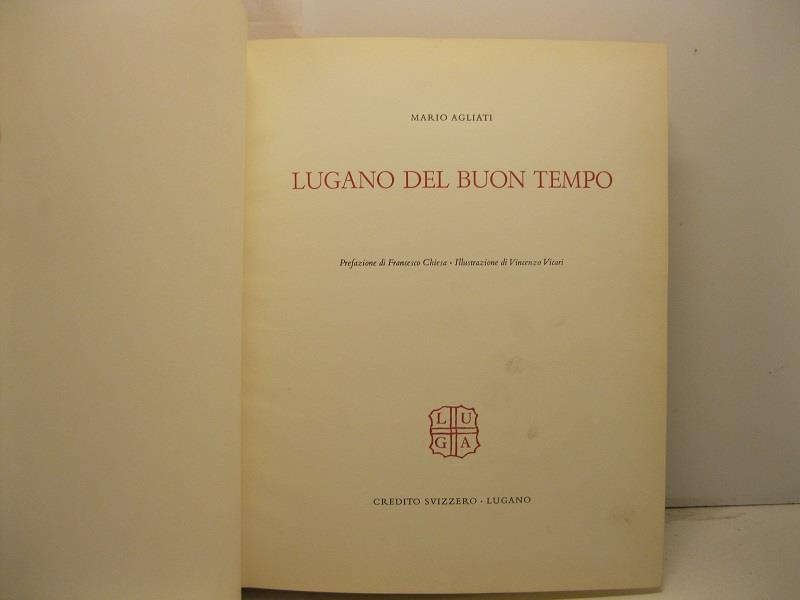 MARIO AGLIATI
LUGANO DEL BUON TEMPO
Prefazione di Francesco Chiesa · Illustrazione di Vincenzo Vicari
L U
G A
CREDITO SVIZZERO · LUGANO